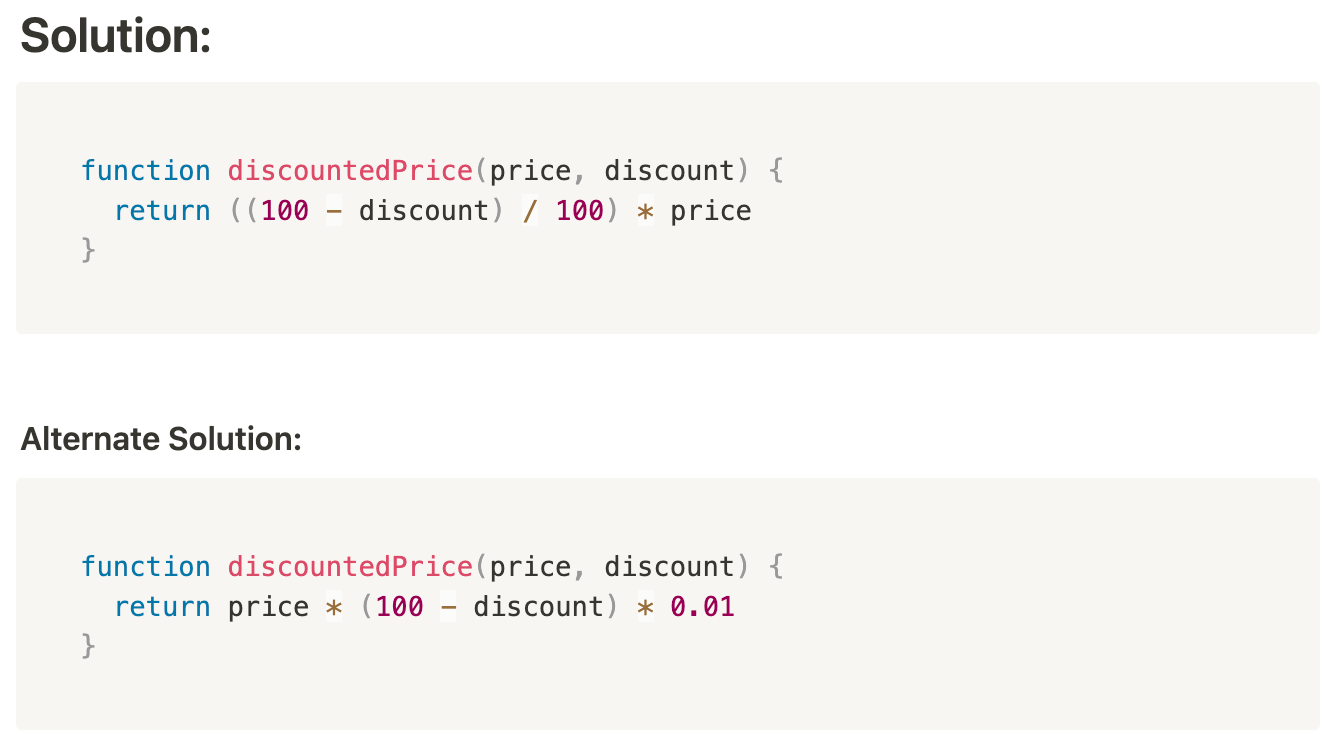 Solution:
function discountedPrice(price, discount) {
  return ((100 - discount) / 100) * price
}
Alternate Solution:
function discountedPrice(price, discount) {
  return price * (100 - discount) * 0.01
}